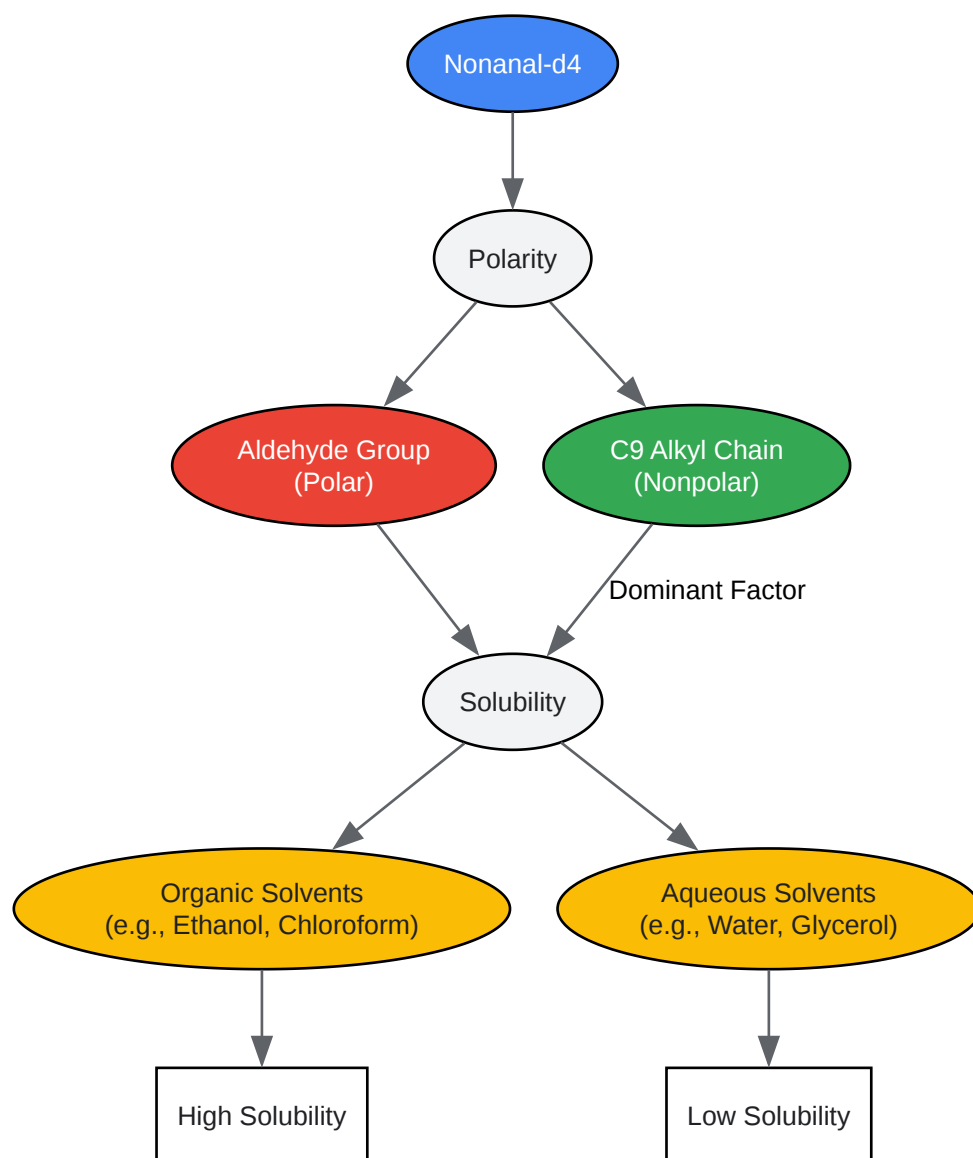 Nonanal-d4
Polarity
Aldehyde Group
(Polar)
C9 Alkyl Chain
(Nonpolar)
Dominant Factor
Solubility
Organic Solvents
(e.g., Ethanol, Chloroform)
Aqueous Solvents
(e.g., Water, Glycerol)
High Solubility
Low Solubility